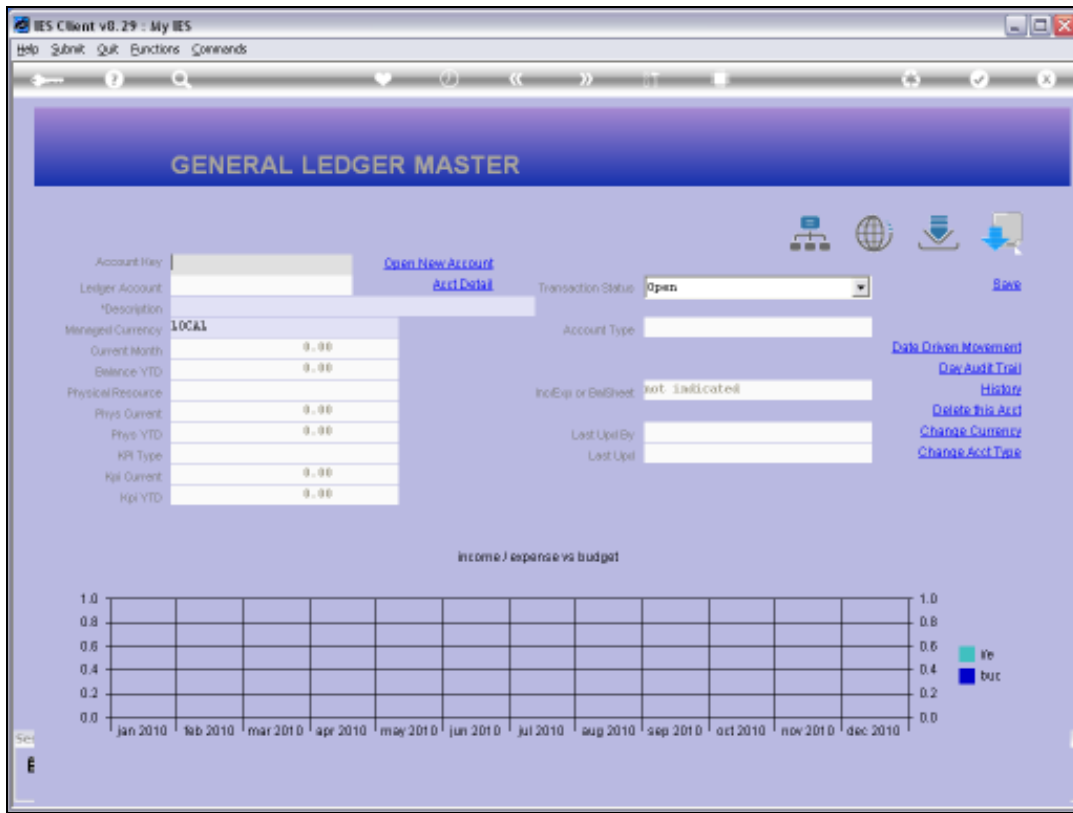 IES Client v8.29 : My IES
Help Submit Quit Functions Commands
GENERAL LEDGER MASTER
Account Key Open New Account
Ledger Account Acct Detail Transaction Status Open Save
*Description
Managed Currency LOCAL Account Type
Current Month 0.00 Date Driven Movement
Balance YTD 0.00 Day Audit Trail
Physical Resource Inc/Exp or BalSheet not indicated History
Phys Current 0.00 Delete this Acct
Phys YTD 0.00 Last Upd By Change Currency
KPI Type Last Upd Change Acct Type
Kpi Current 0.00
Kpi YTD 0.00
income / expense vs budget
1.0 1.0
0.8 0.8
0.6 0.6
0.4 0.4
0.2 0.2
0.0 0.0
i/e
buc
jan 2010 feb 2010 mar 2010 apr 2010 may 2010 jun 2010 jul 2010 aug 2010 sep 2010 oct 2010 nov 2010 dec 2010